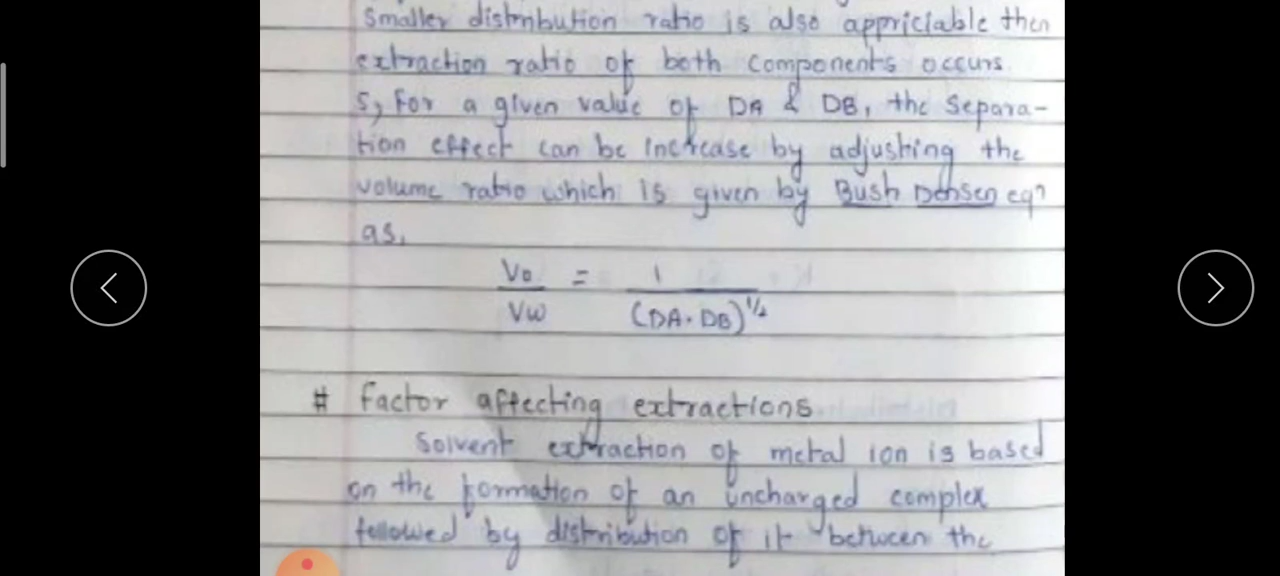 Smaller distribution ratio is also appriciable then
extraction ratio of both components occurs
5, For a given value of DA & DB, the separa-
tion effect can be increase by adjusting the
volume ratio which is given by Bush Densen eqn
as,
Vo / Vw = 1 / (DA · DB)^1/2
# Factor affecting extractions
Solvent extraction of metal ion is based
on the formation of an uncharged complex
followed by distribution of it between the